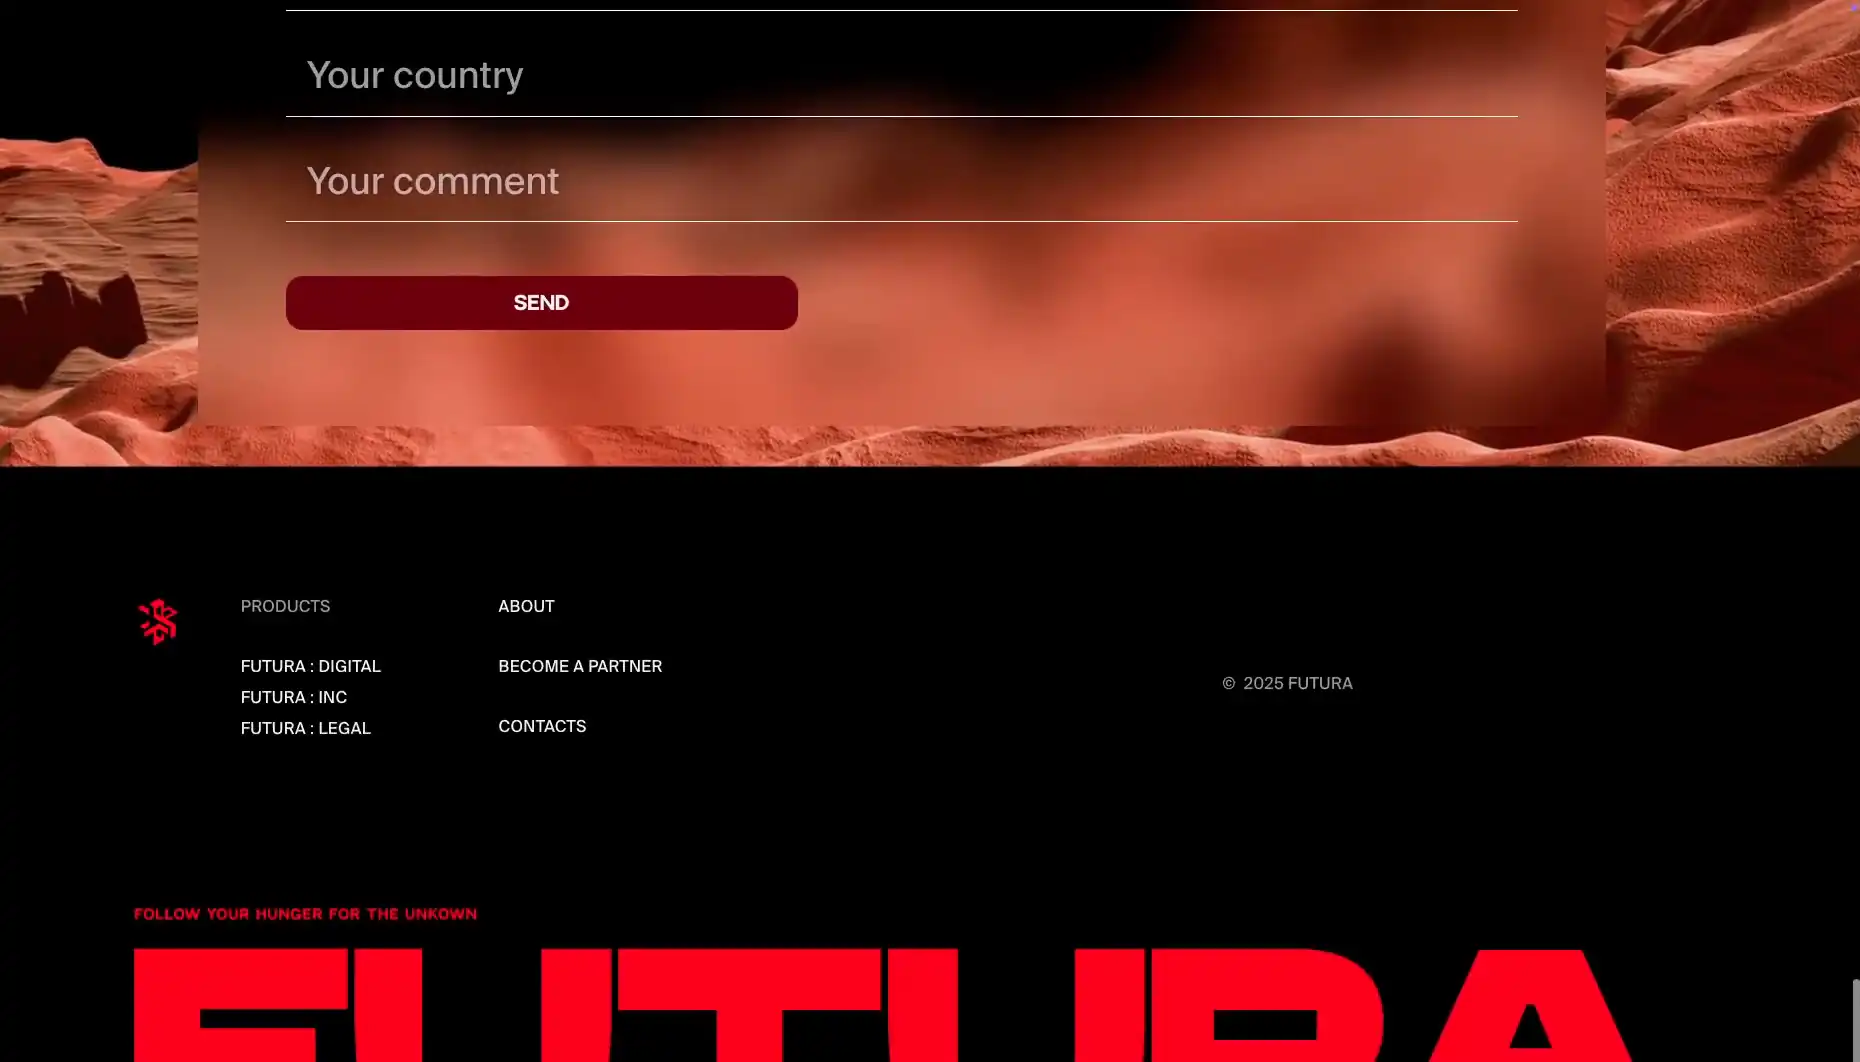 Your country
Your comment
SEND
PRODUCTS
FUTURA : DIGITAL
FUTURA : INC
FUTURA : LEGAL
ABOUT
BECOME A PARTNER
CONTACTS
© 2025 FUTURA
FOLLOW YOUR HUNGER FOR THE UNKOWN
FUTURA